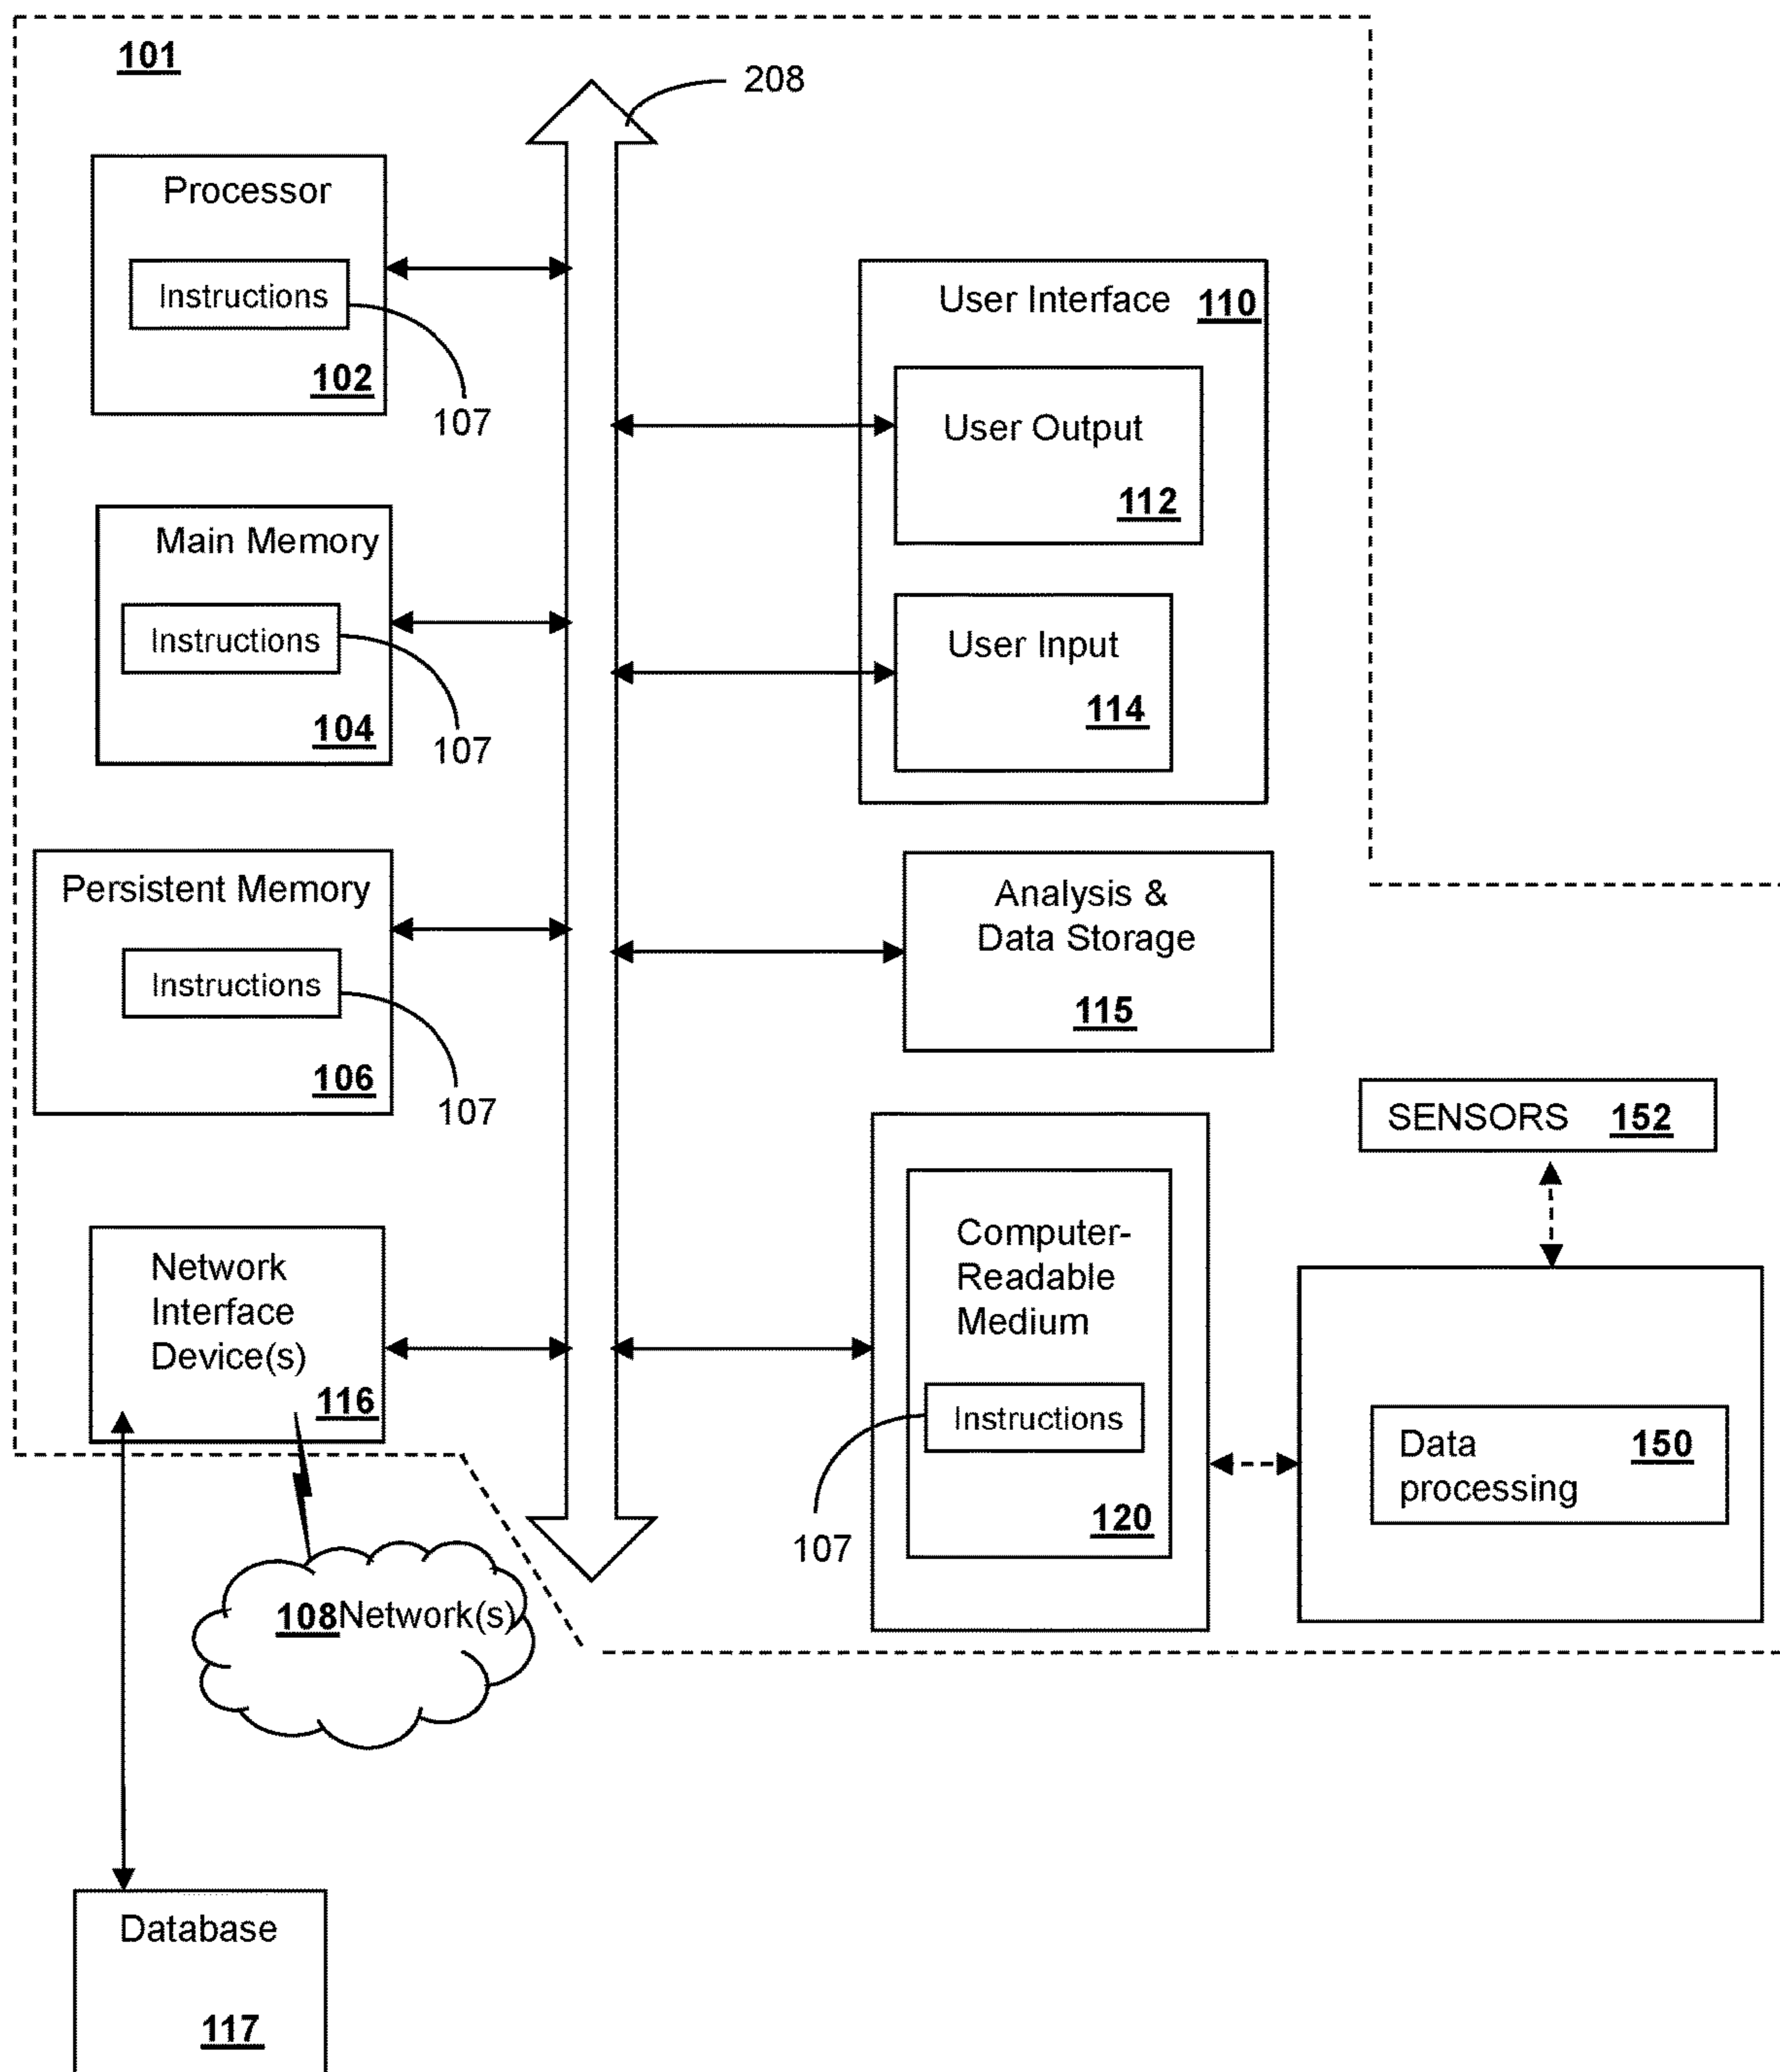 101
208
Processor
Instructions
102
107
Main Memory
Instructions
104
107
Persistent Memory
Instructions
106
107
Network
Interface
Device(s)
116
108 Network(s)
Database
117
User Interface 110
User Output
112
User Input
114
Analysis &
Data Storage
115
Computer-
Readable
Medium
Instructions
107
120
SENSORS 152
Data 150
processing